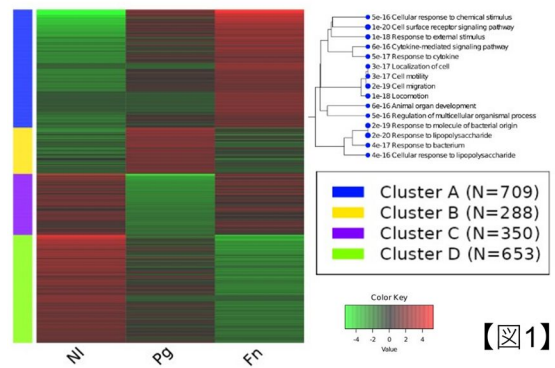 5e-16 Cellular response to chemical stimulus
1e-20 Cell surface receptor signaling pathway
1e-18 Response to external stimulus
6e-16 Cytokine-mediated signaling pathway
5e-17 Response to cytokine
3e-17 Localization of cell
3e-17 Cell motility
2e-19 Cell migration
1e-18 Locomotion
6e-16 Animal organ development
5e-16 Regulation of multicellular organismal process
2e-19 Response to molecule of bacterial origin
2e-20 Response to lipopolysaccharide
4e-17 Response to bacterium
4e-16 Cellular response to lipopolysaccharide
Cluster A (N=709)
Cluster B (N=288)
Cluster C (N=350)
Cluster D (N=653)
Color Key
-4 -2 0 2 4
Value
NI Pg Fn
【図1】